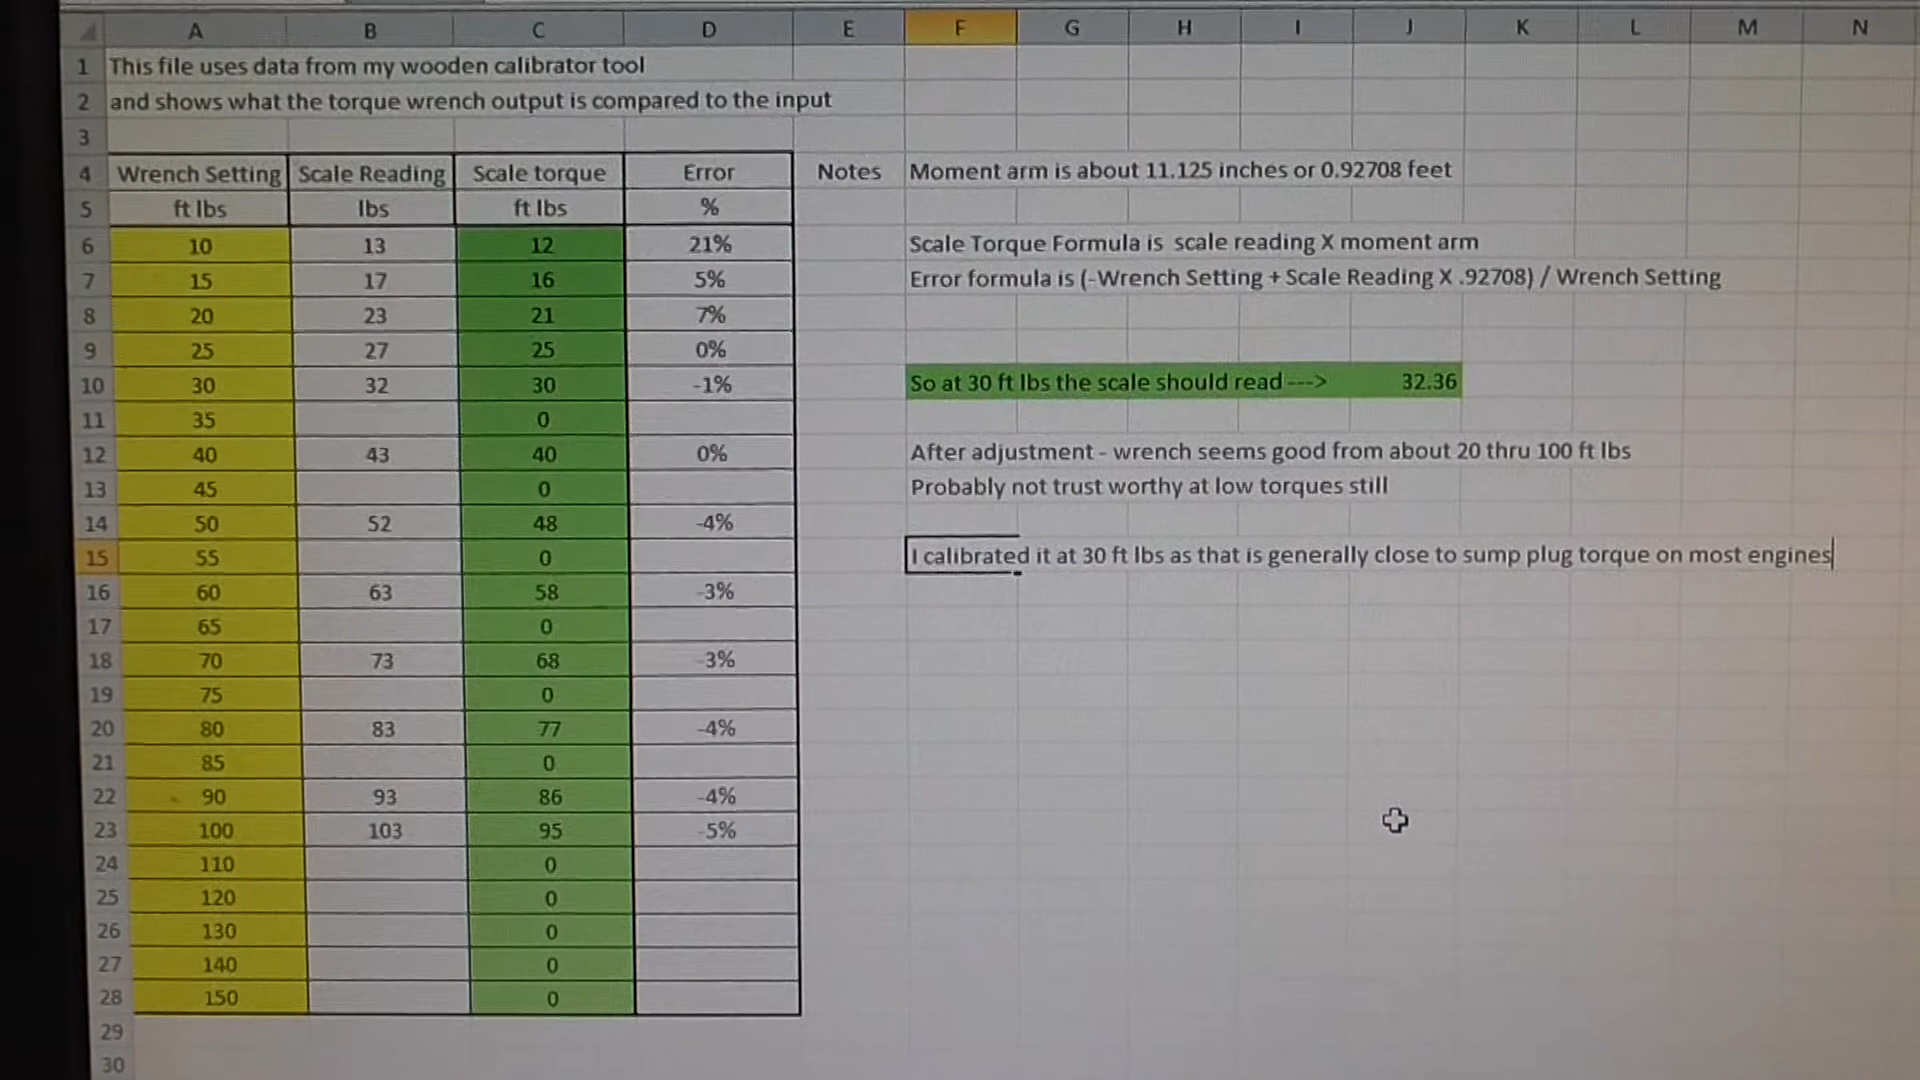 A B C D E F G H I J K L M N
1 This file uses data from my wooden calibrator tool
2 and shows what the torque wrench output is compared to the input
3
4 Wrench Setting Scale Reading Scale torque Error Notes Moment arm is about 11.125 inches or 0.92708 feet
5 ft lbs lbs ft lbs %
6 10 13 12 21% Scale Torque Formula is scale reading X moment arm
7 15 17 16 5% Error formula is (-Wrench Setting + Scale Reading X .92708) / Wrench Setting
8 20 23 21 7%
9 25 27 25 0%
10 30 32 30 -1% So at 30 ft lbs the scale should read ---> 32.36
11 35 0
12 40 43 40 0% After adjustment - wrench seems good from about 20 thru 100 ft lbs
13 45 0 Probably not trust worthy at low torques still
14 50 52 48 -4%
15 55 0 I calibrated it at 30 ft lbs as that is generally close to sump plug torque on most engines
16 60 63 58 -3%
17 65 0
18 70 73 68 -3%
19 75 0
20 80 83 77 -4%
21 85 0
22 90 93 86 -4%
23 100 103 95 -5%
24 110 0
25 120 0
26 130 0
27 140 0
28 150 0
29
30